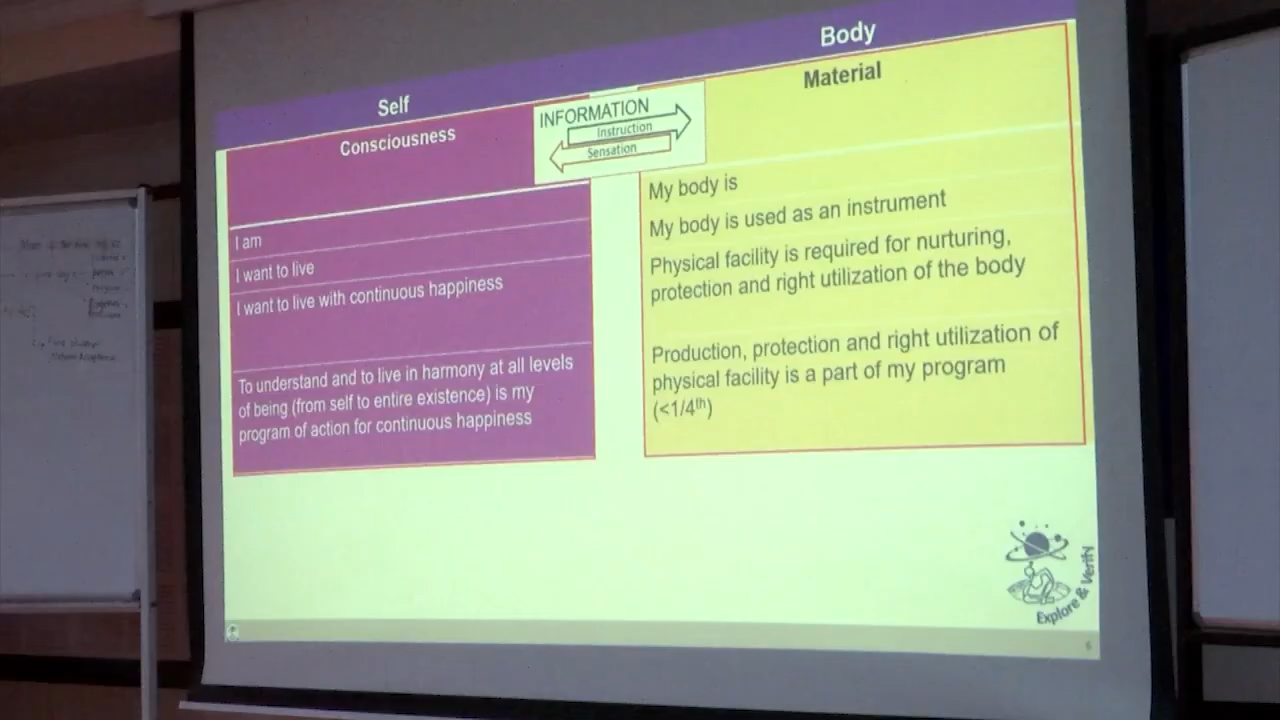 Body
Self
Material
Consciousness
INFORMATION
Instruction
Sensation
I am
I want to live
I want to live with continuous happiness
To understand and to live in harmony at all levels
of being (from self to entire existence) is my
program of action for continuous happiness
My body is
My body is used as an instrument
Physical facility is required for nurturing,
protection and right utilization of the body
Production, protection and right utilization of
physical facility is a part of my program
(<1/4th)
Explore & Verify
6